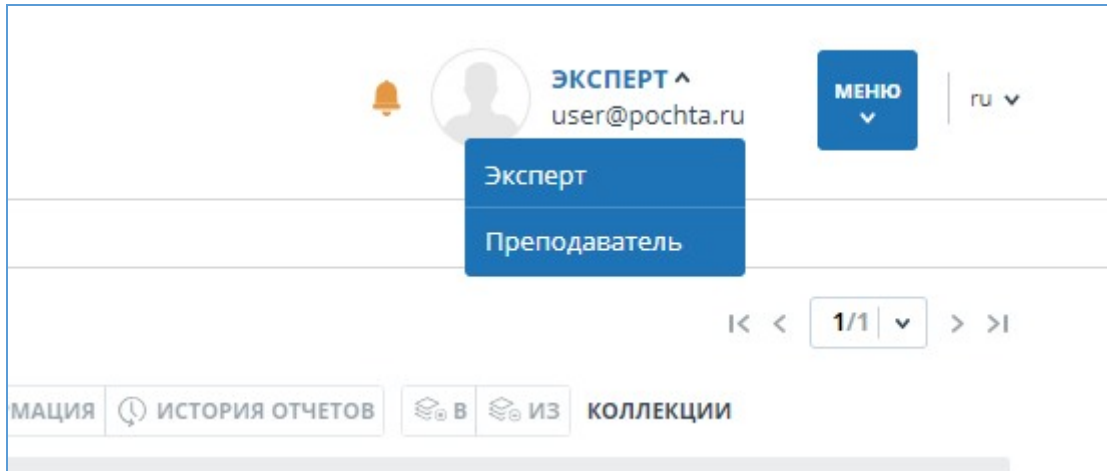 ЭКСПЕРТ
user@pochta.ru
МЕНЮ
ru
Эксперт
Преподаватель
1/1
МАЦИЯ ИСТОРИЯ ОТЧЕТОВ В ИЗ КОЛЛЕКЦИИ